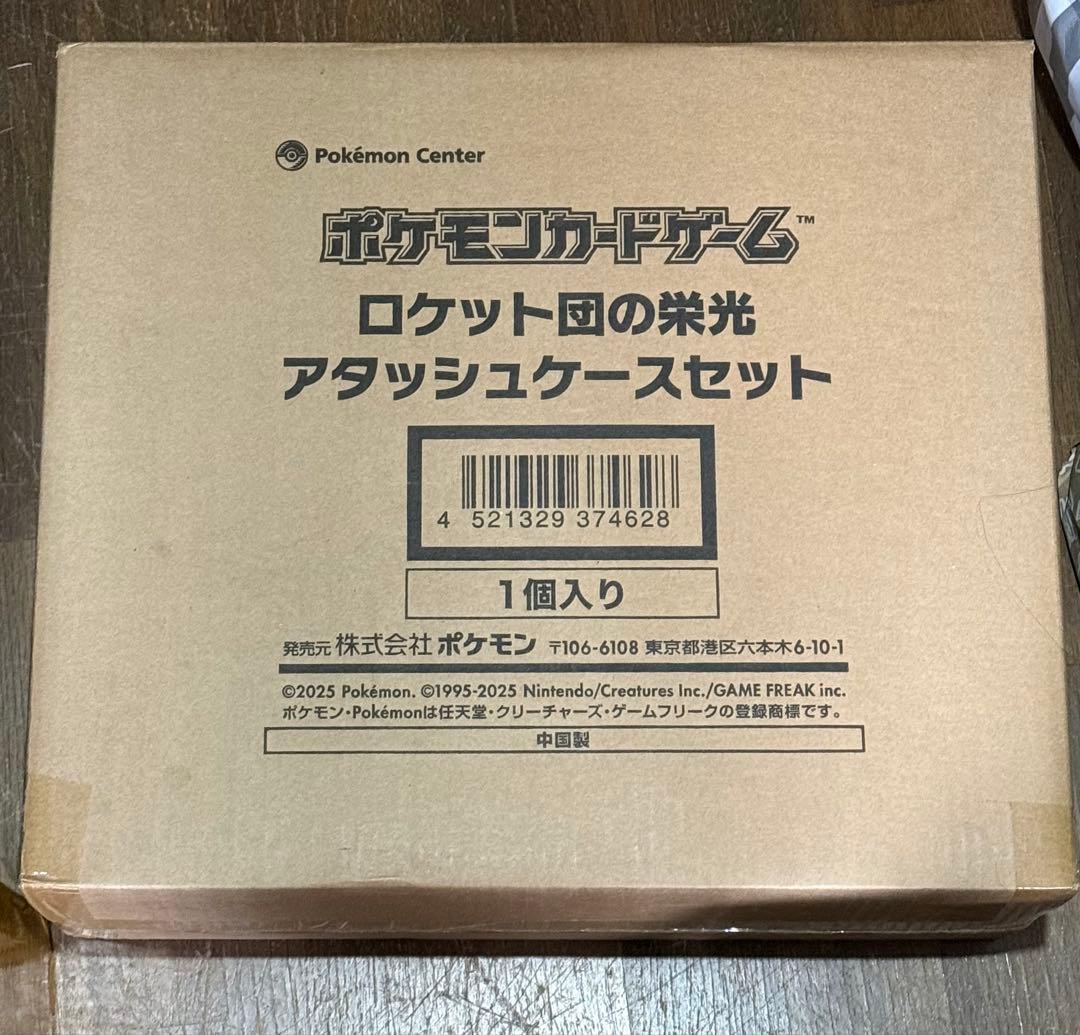 Pokémon Center
ポケモンカードゲーム™
ロケット団の栄光
アタッシュケースセット
4 521329 374628
1個入り
発売元 株式会社 ポケモン 〒106-6108 東京都港区六本木6-10-1
©2025 Pokémon. ©1995-2025 Nintendo/Creatures Inc./GAME FREAK inc.
ポケモン・Pokémonは任天堂・クリーチャーズ・ゲームフリークの登録商標です。
中国製